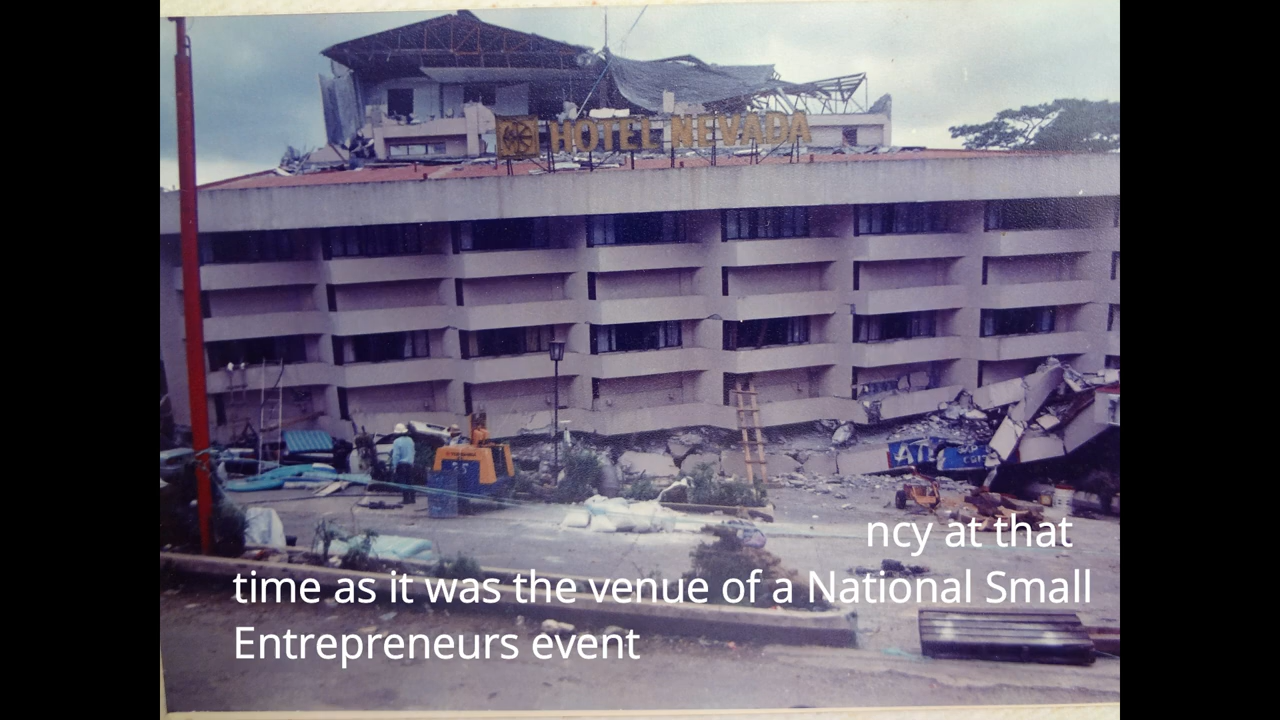 HOTEL NEVADA
ncy at that
time as it was the venue of a National Small
Entrepreneurs event